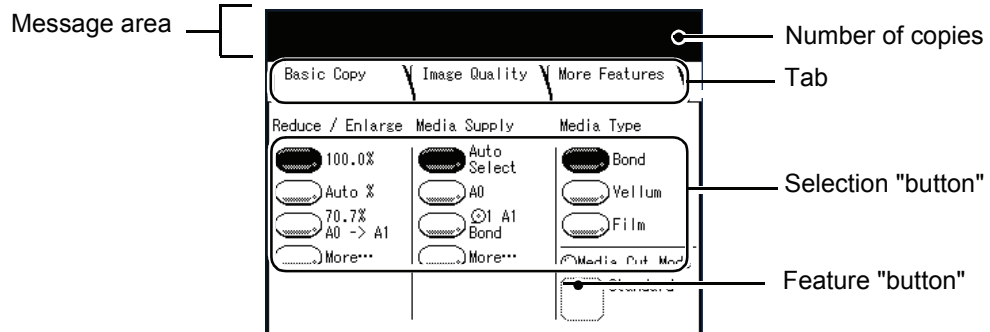 Message area
Number of copies
Basic Copy
Image Quality
More Features
Tab
Reduce / Enlarge
Media Supply
Media Type
100.0%
Auto
Select
Bond
Selection "button"
Auto %
A0
Vellum
70.7%
A0 -> A1
1 A1
Bond
Film
More…
More…
Media Cut Mod
Standard
Feature "button"